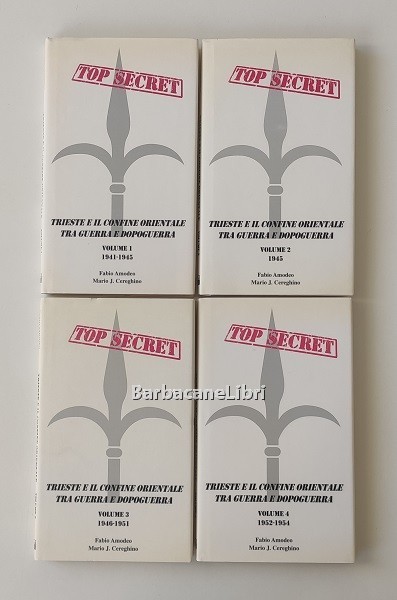 TOP SECRET
TRIESTE E IL CONFINE ORIENTALE
TRA GUERRA E DOPOGUERRA
VOLUME 1
1941-1945
Fabio Amodeo
Mario J. Cereghino
TOP SECRET
TRIESTE E IL CONFINE ORIENTALE
TRA GUERRA E DOPOGUERRA
VOLUME 2
1945
Fabio Amodeo
Mario J. Cereghino
TOP SECRET
BarbacaneLibri
TRIESTE E IL CONFINE ORIENTALE
TRA GUERRA E DOPOGUERRA
VOLUME 3
1946-1951
Fabio Amodeo
Mario J. Cereghino
TOP SECRET
TRIESTE E IL CONFINE ORIENTALE
TRA GUERRA E DOPOGUERRA
VOLUME 4
1952-1954
Fabio Amodeo
Mario J. Cereghino